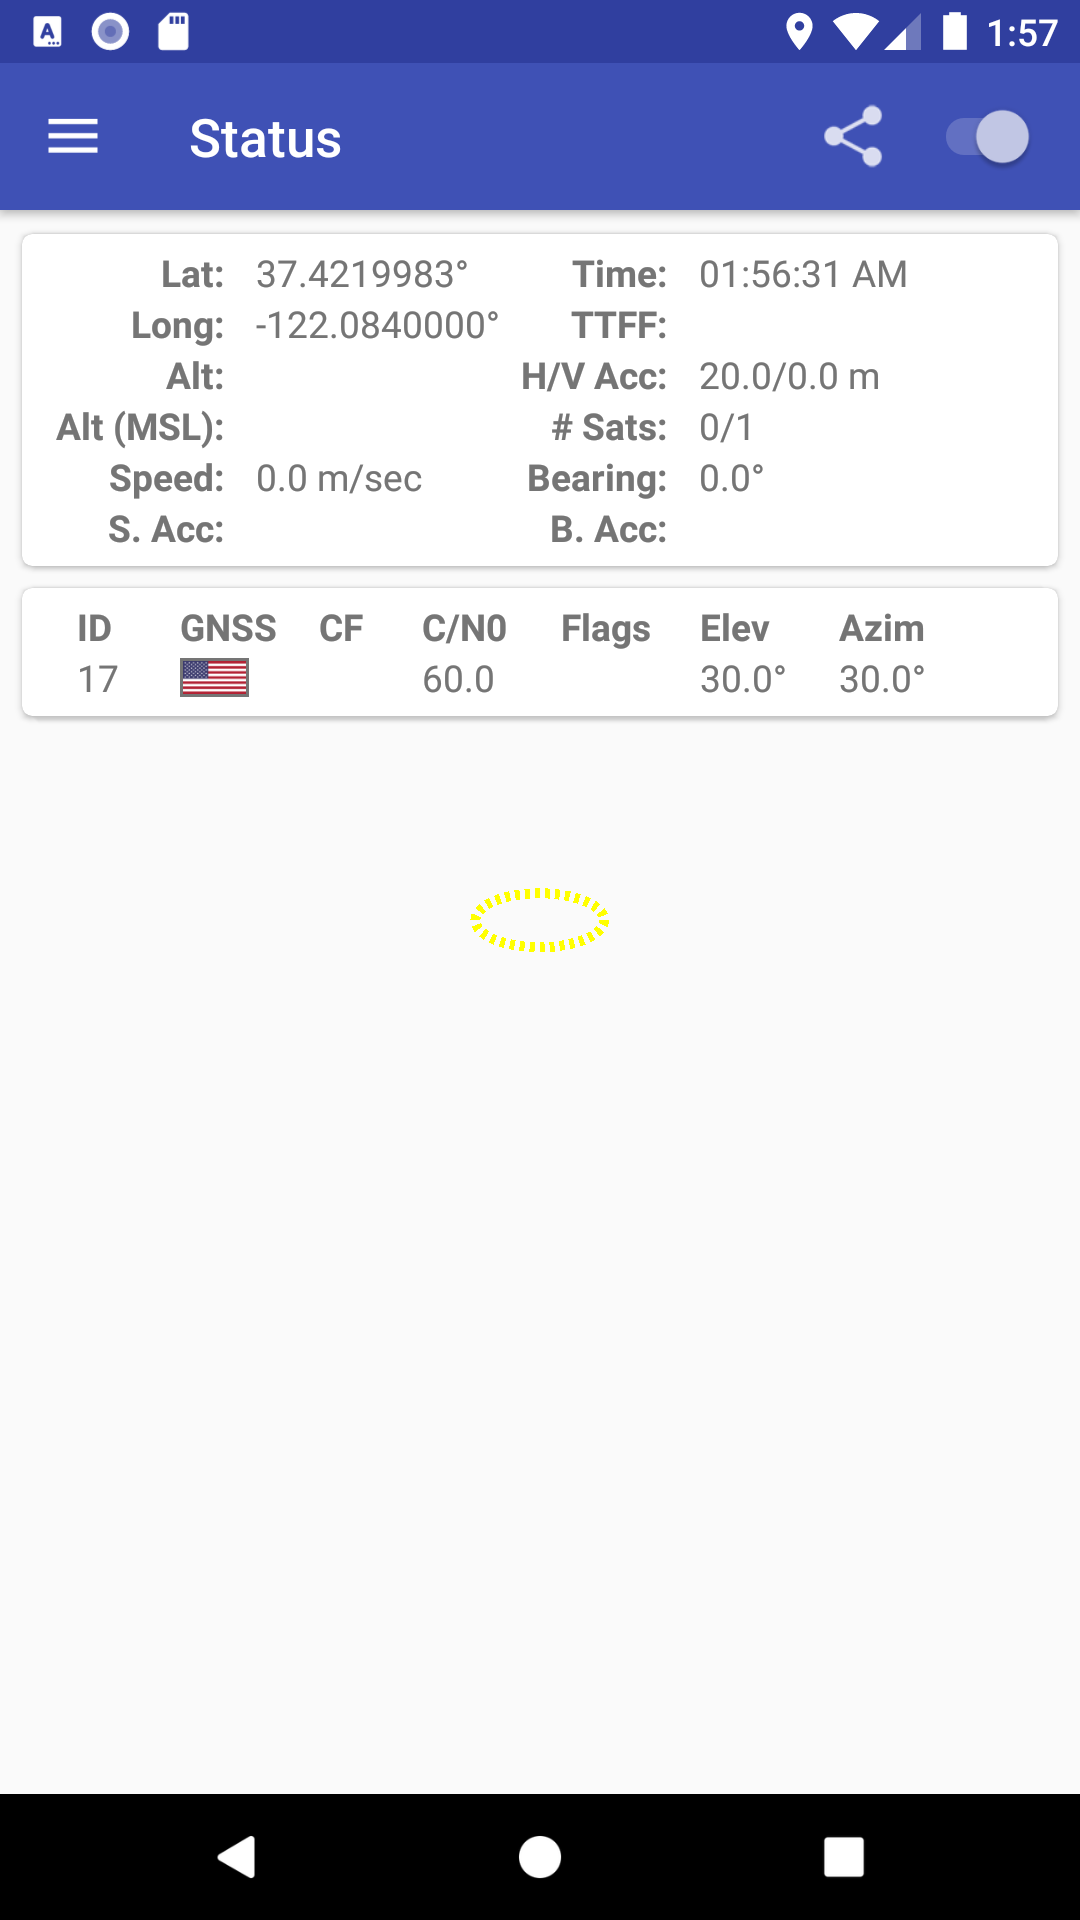 1:57
Status
Lat: 37.4219983° Time: 01:56:31 AM
Long: -122.0840000° TTFF:
Alt: H/V Acc: 20.0/0.0 m
Alt (MSL): # Sats: 0/1
Speed: 0.0 m/sec Bearing: 0.0°
S. Acc: B. Acc:
ID GNSS CF C/N0 Flags Elev Azim
17 60.0 30.0° 30.0°